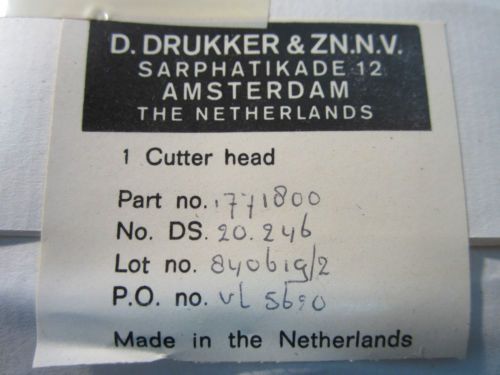 D. DRUKKER & ZN.N.V.
SARPHATIKADE 12
AMSTERDAM
THE NETHERLANDS
1 Cutter head
Part no. 1771800
No. DS. 20.246
Lot no. 840619/2
P.O. no. VL 5690
Made in the Netherlands